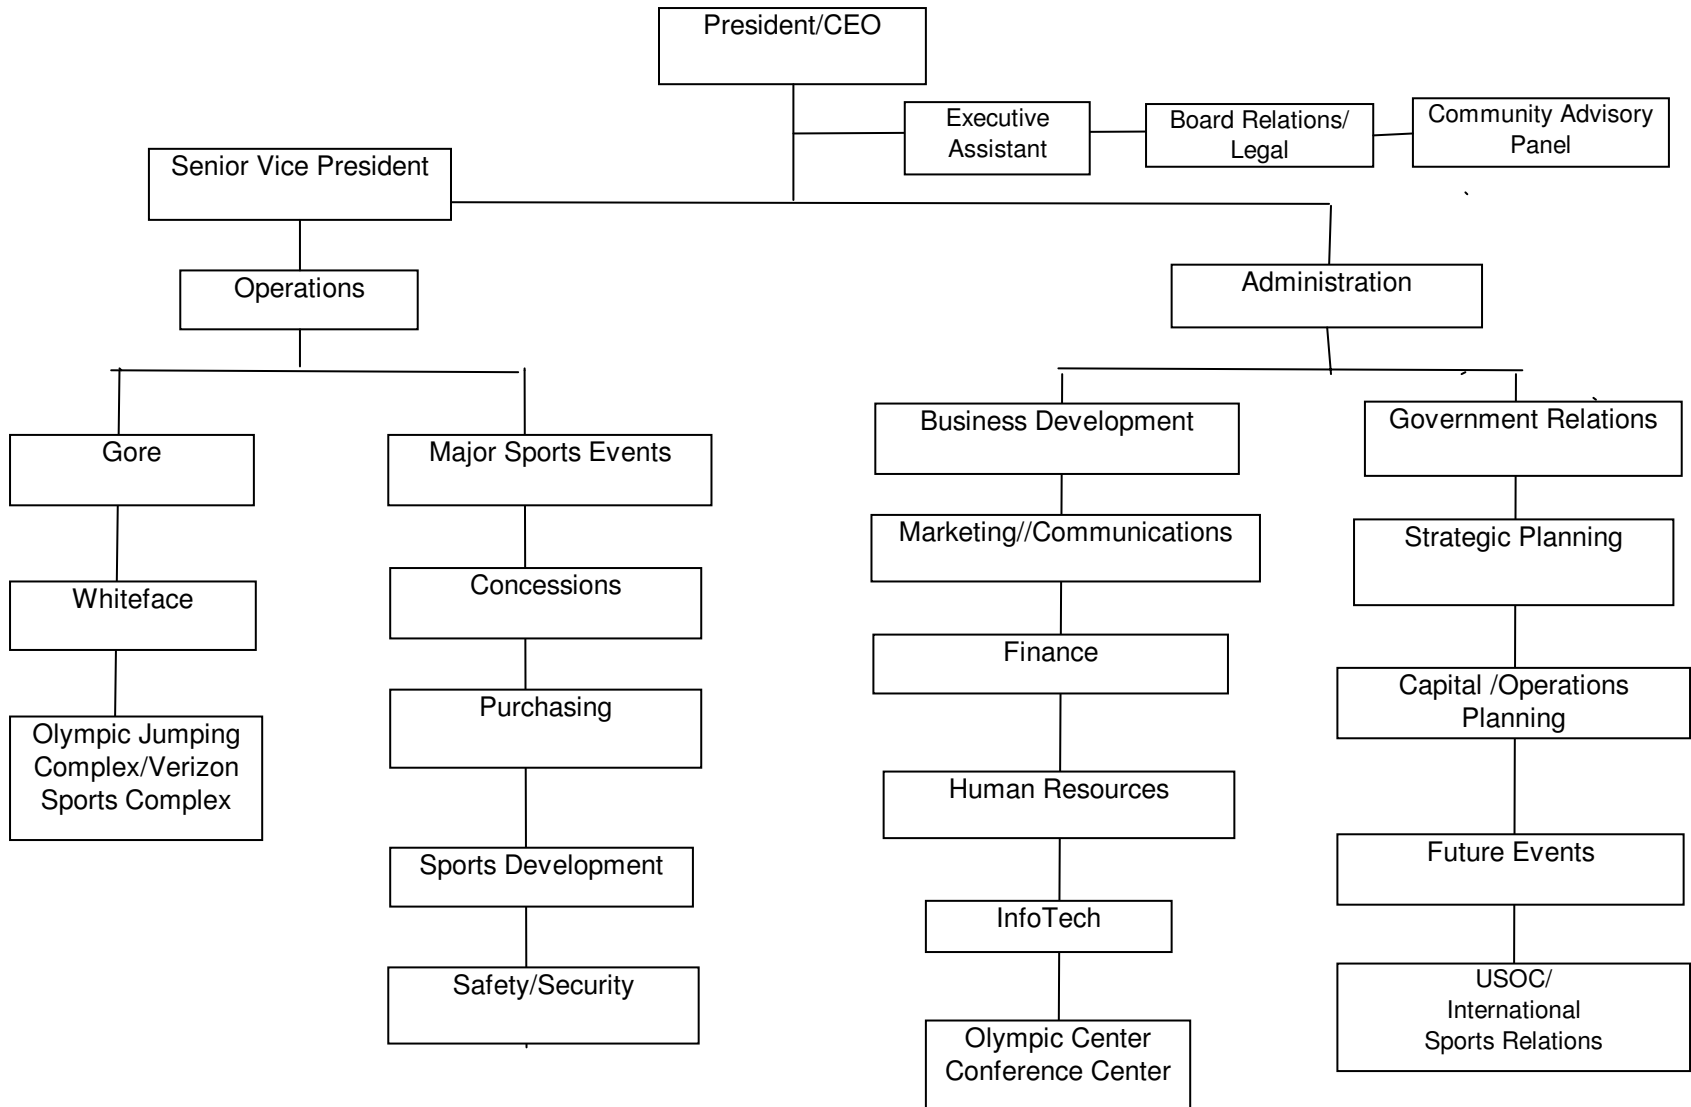 President/CEO
Executive
Assistant
Board Relations/
Legal
Community Advisory
Panel
Senior Vice President
Operations
Administration
Gore
Whiteface
Olympic Jumping
Complex/Verizon
Sports Complex
Major Sports Events
Concessions
Purchasing
Sports Development
Safety/Security
Business Development
Marketing//Communications
Finance
Human Resources
InfoTech
Olympic Center
Conference Center
Government Relations
Strategic Planning
Capital /Operations
Planning
Future Events
USOC/
International
Sports Relations